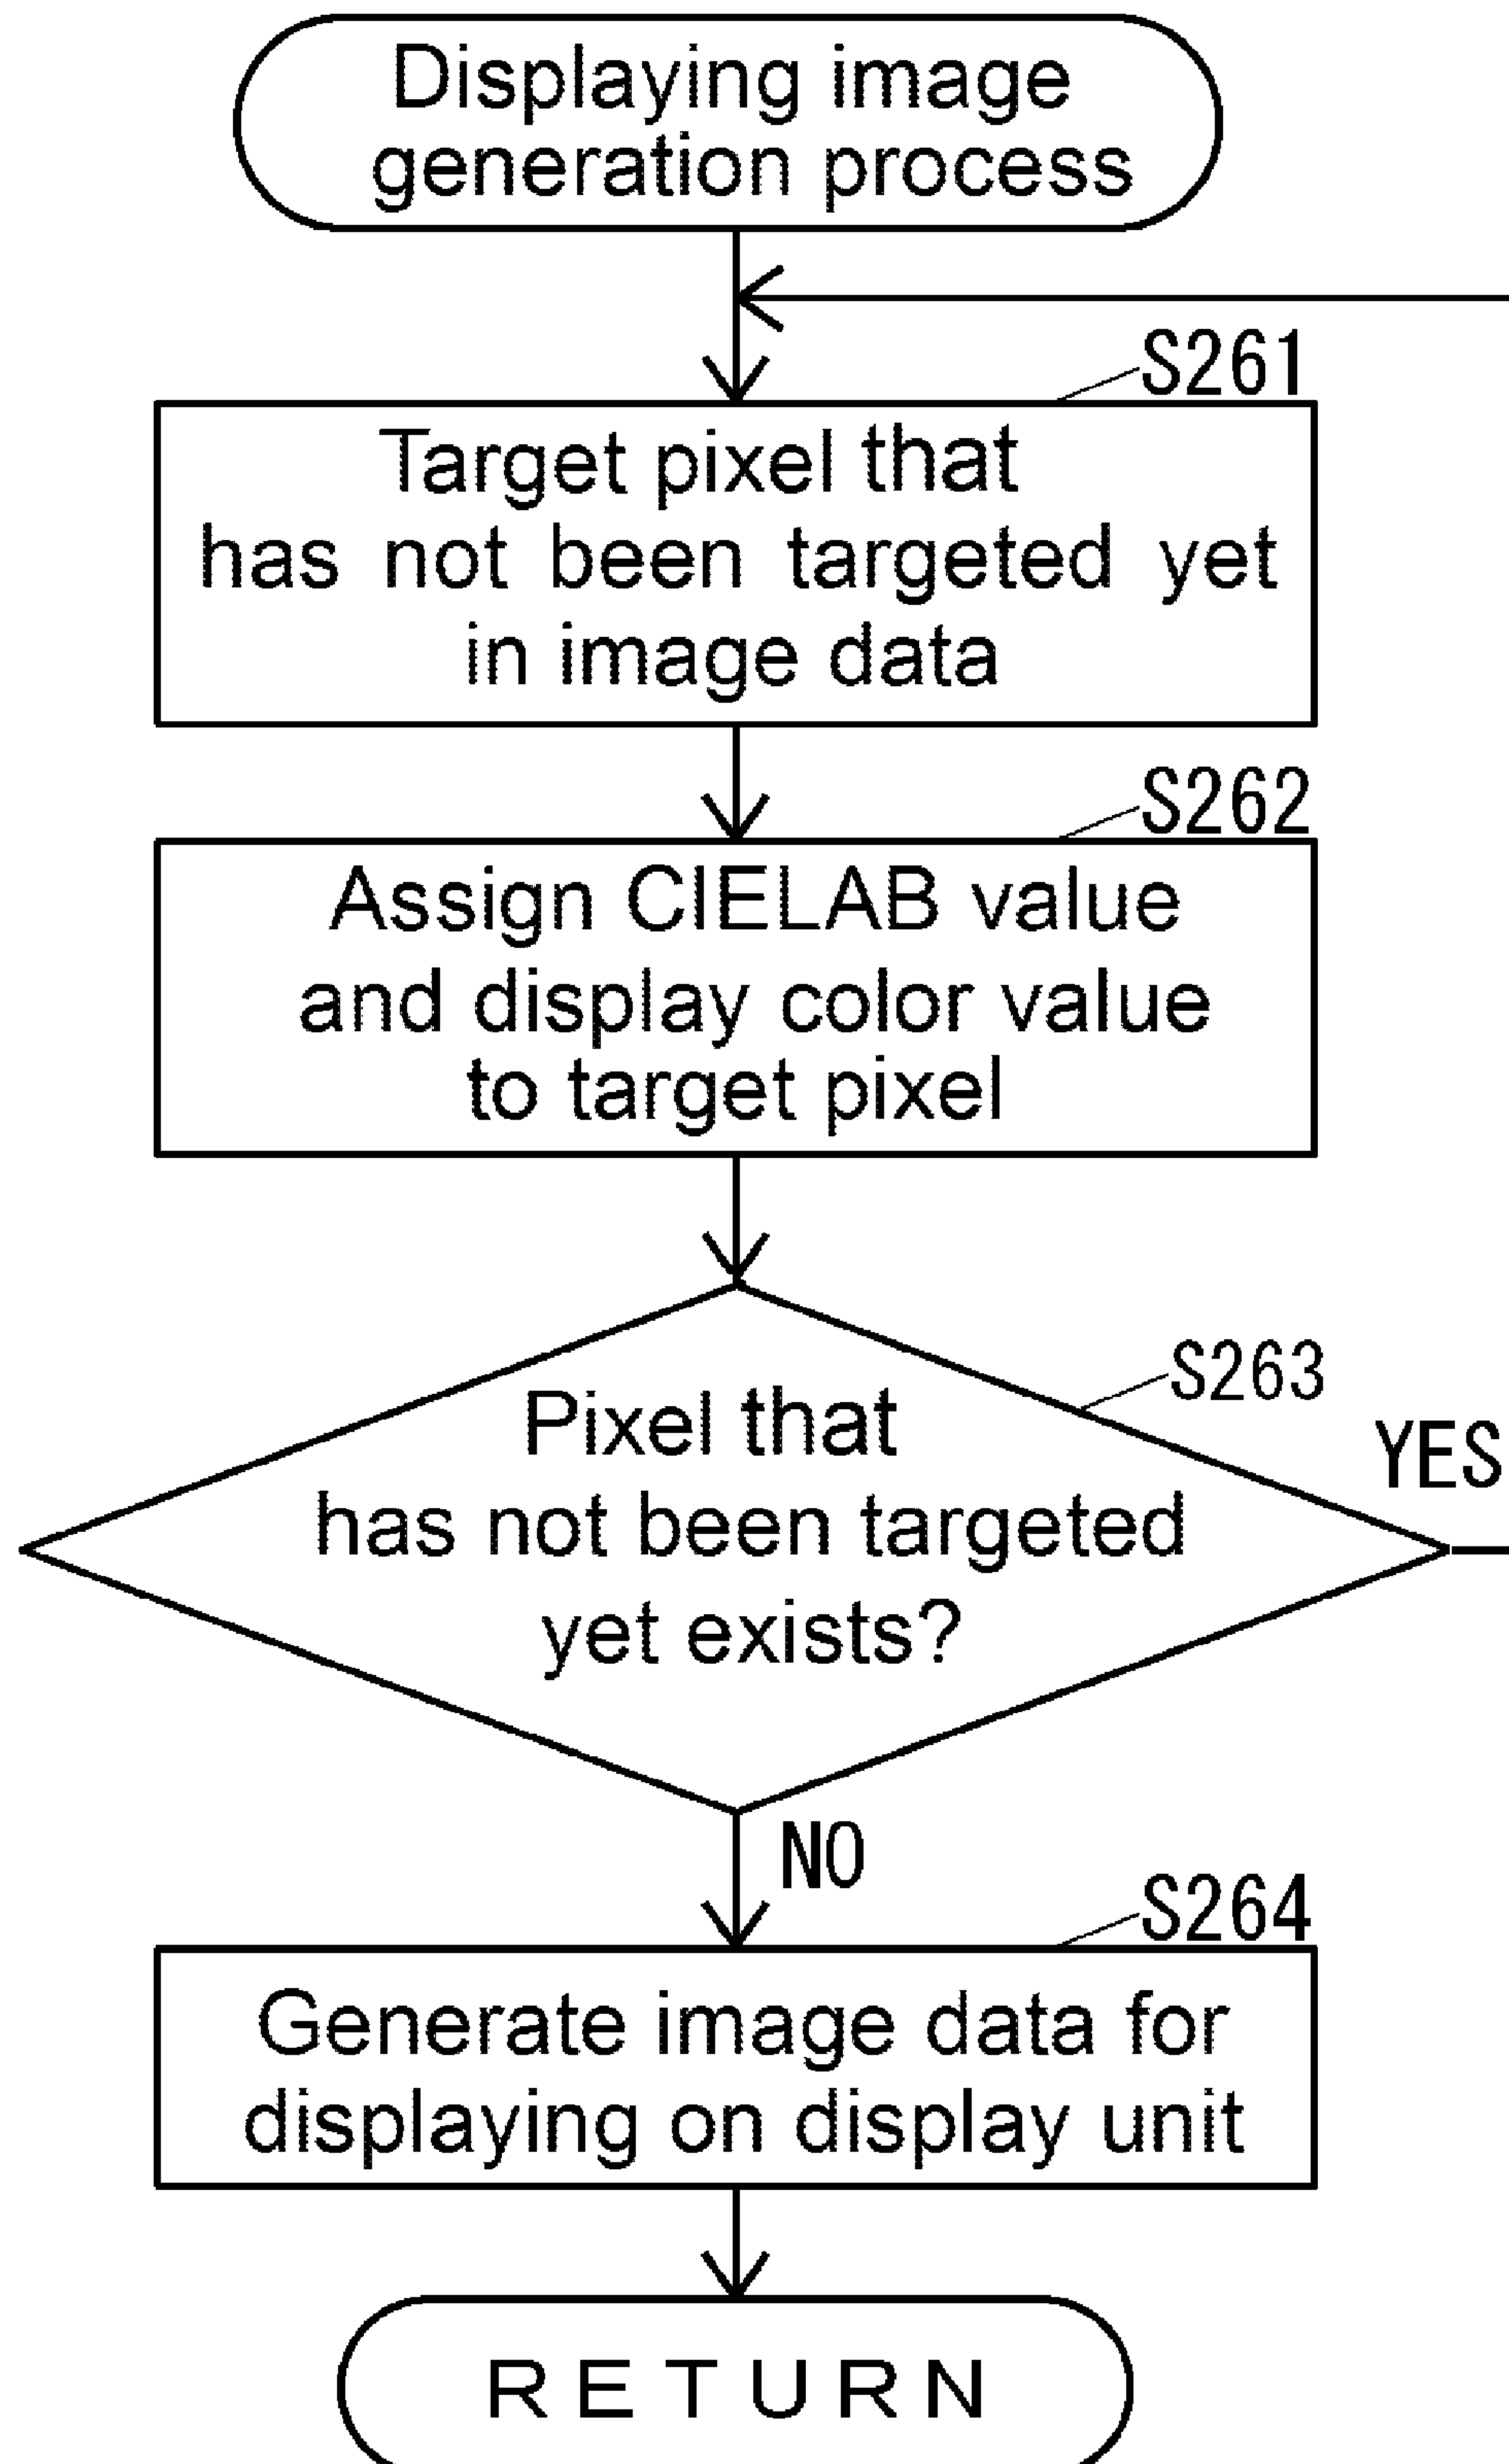 Displaying image
generation process
S261
Target pixel that
has not been targeted yet
in image data
S262
Assign CIELAB value
and display color value
to target pixel
S263
Pixel that
has not been targeted
yet exists?
YES
NO
S264
Generate image data for
displaying on display unit
RETURN